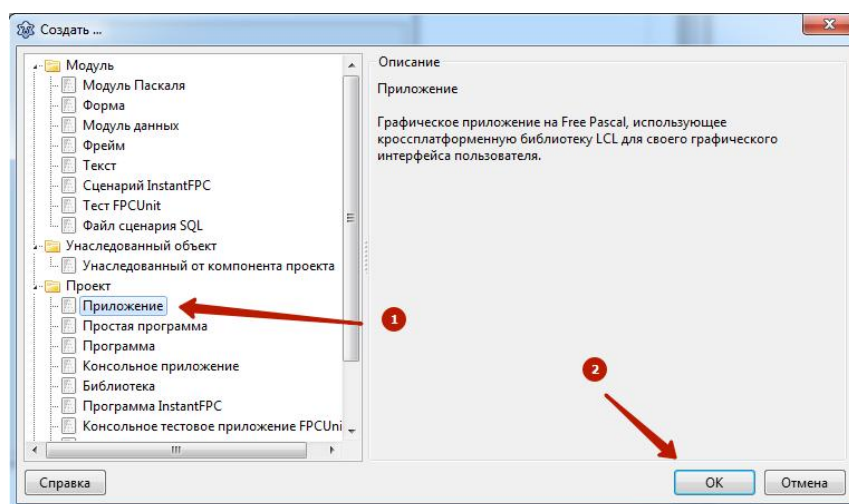 Создать ...
Модуль
Модуль Паскаля
Форма
Модуль данных
Фрейм
Текст
Сценарий InstantFPC
Тест FPCUnit
Файл сценария SQL
Унаследованный объект
Унаследованный от компонента проекта
Проект
Приложение
Простая программа
Программа
Консольное приложение
Библиотека
Программа InstantFPC
Консольное тестовое приложение FPCUni
Описание
Приложение
Графическое приложение на Free Pascal, использующее
кроссплатформенную библиотеку LCL для своего графического
интерфейса пользователя.
1
2
Справка
OK
Отмена